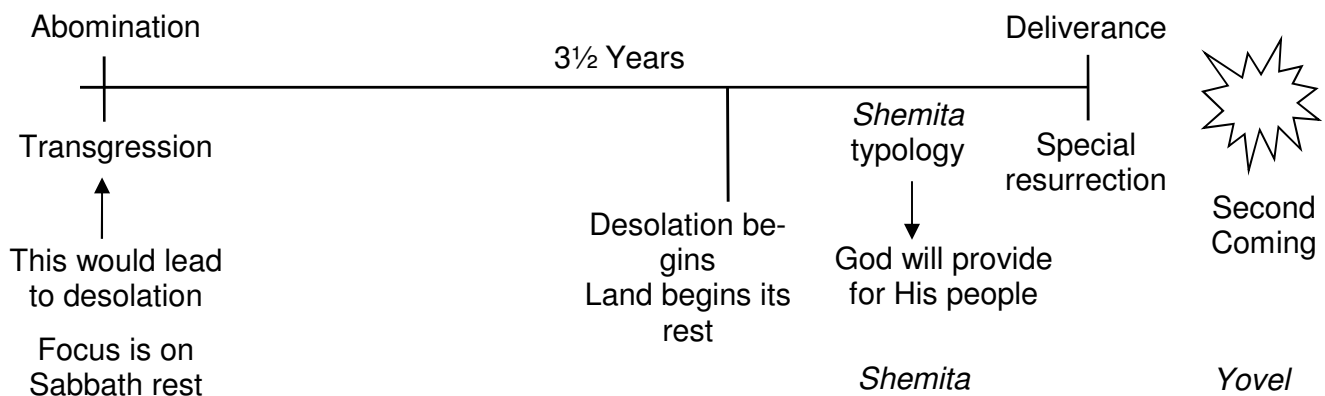 Abomination
3½ Years
Deliverance
Transgression
Shemita
typology
Special
resurrection
This would lead
to desolation
Desolation be-
gins
Land begins its
rest
God will provide
for His people
Second
Coming
Focus is on
Sabbath rest
Shemita
Yovel